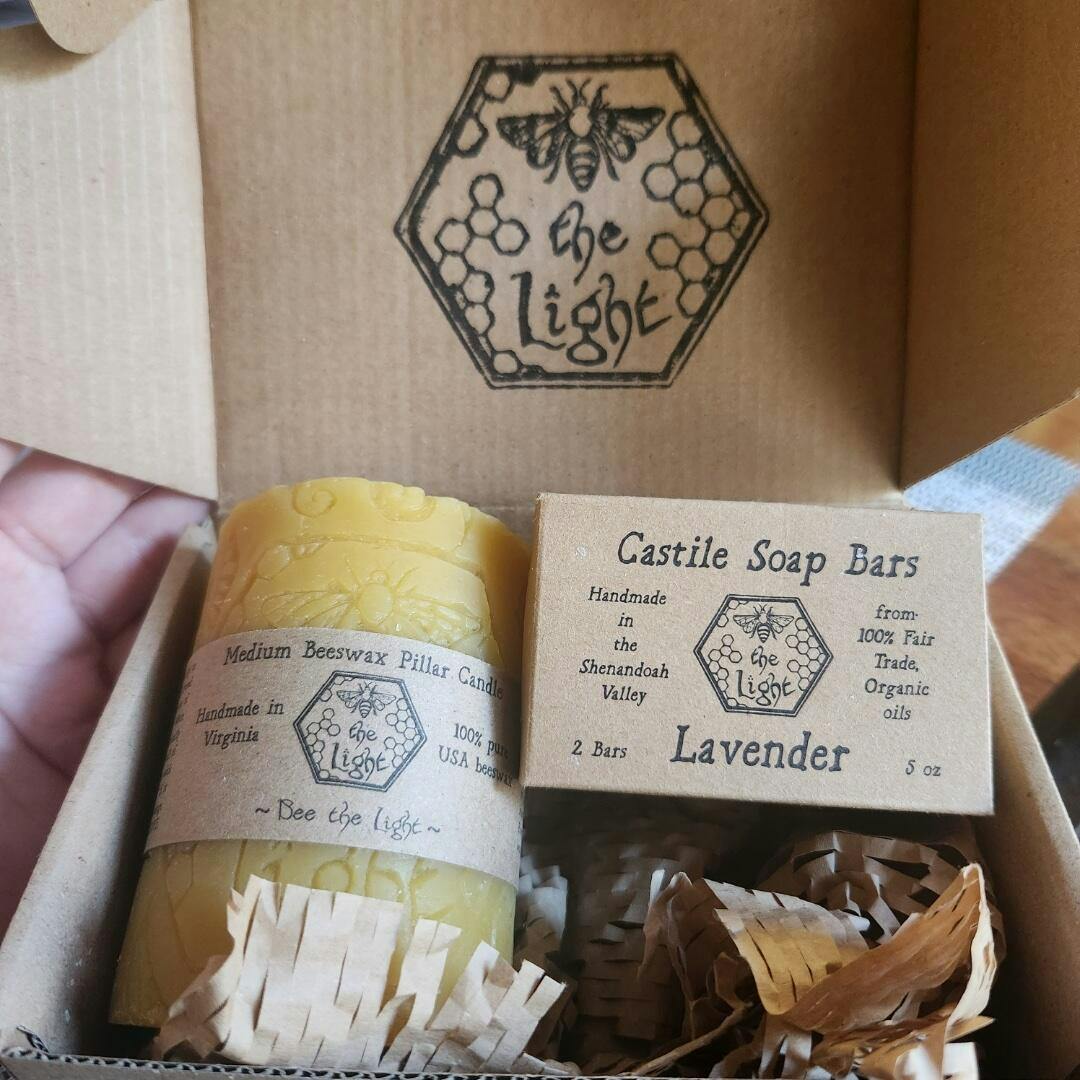 the
Light
Medium Beeswax Pillar Candle
Handmade in
Virginia
the
Light
100% pure
USA beeswax
~ Bee the Light ~
Light
Castile Soap Bars
Handmade
in
the
Shenandoah
Valley
the
Light
from
100% Fair
Trade,
Organic
oils
2 Bars
Lavender
5 oz